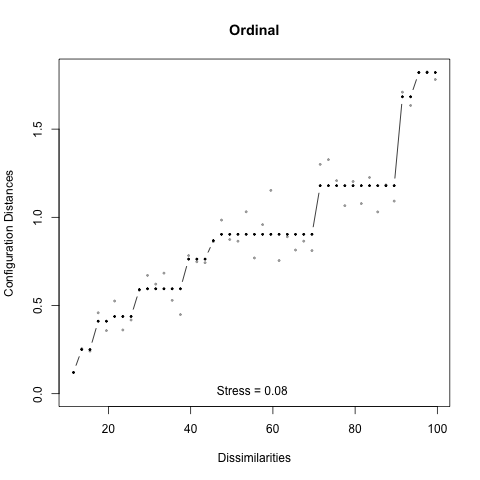 Ordinal
Configuration Distances
1.5
1.0
0.5
0.0
Stress = 0.08
20 40 60 80 100
Dissimilarities